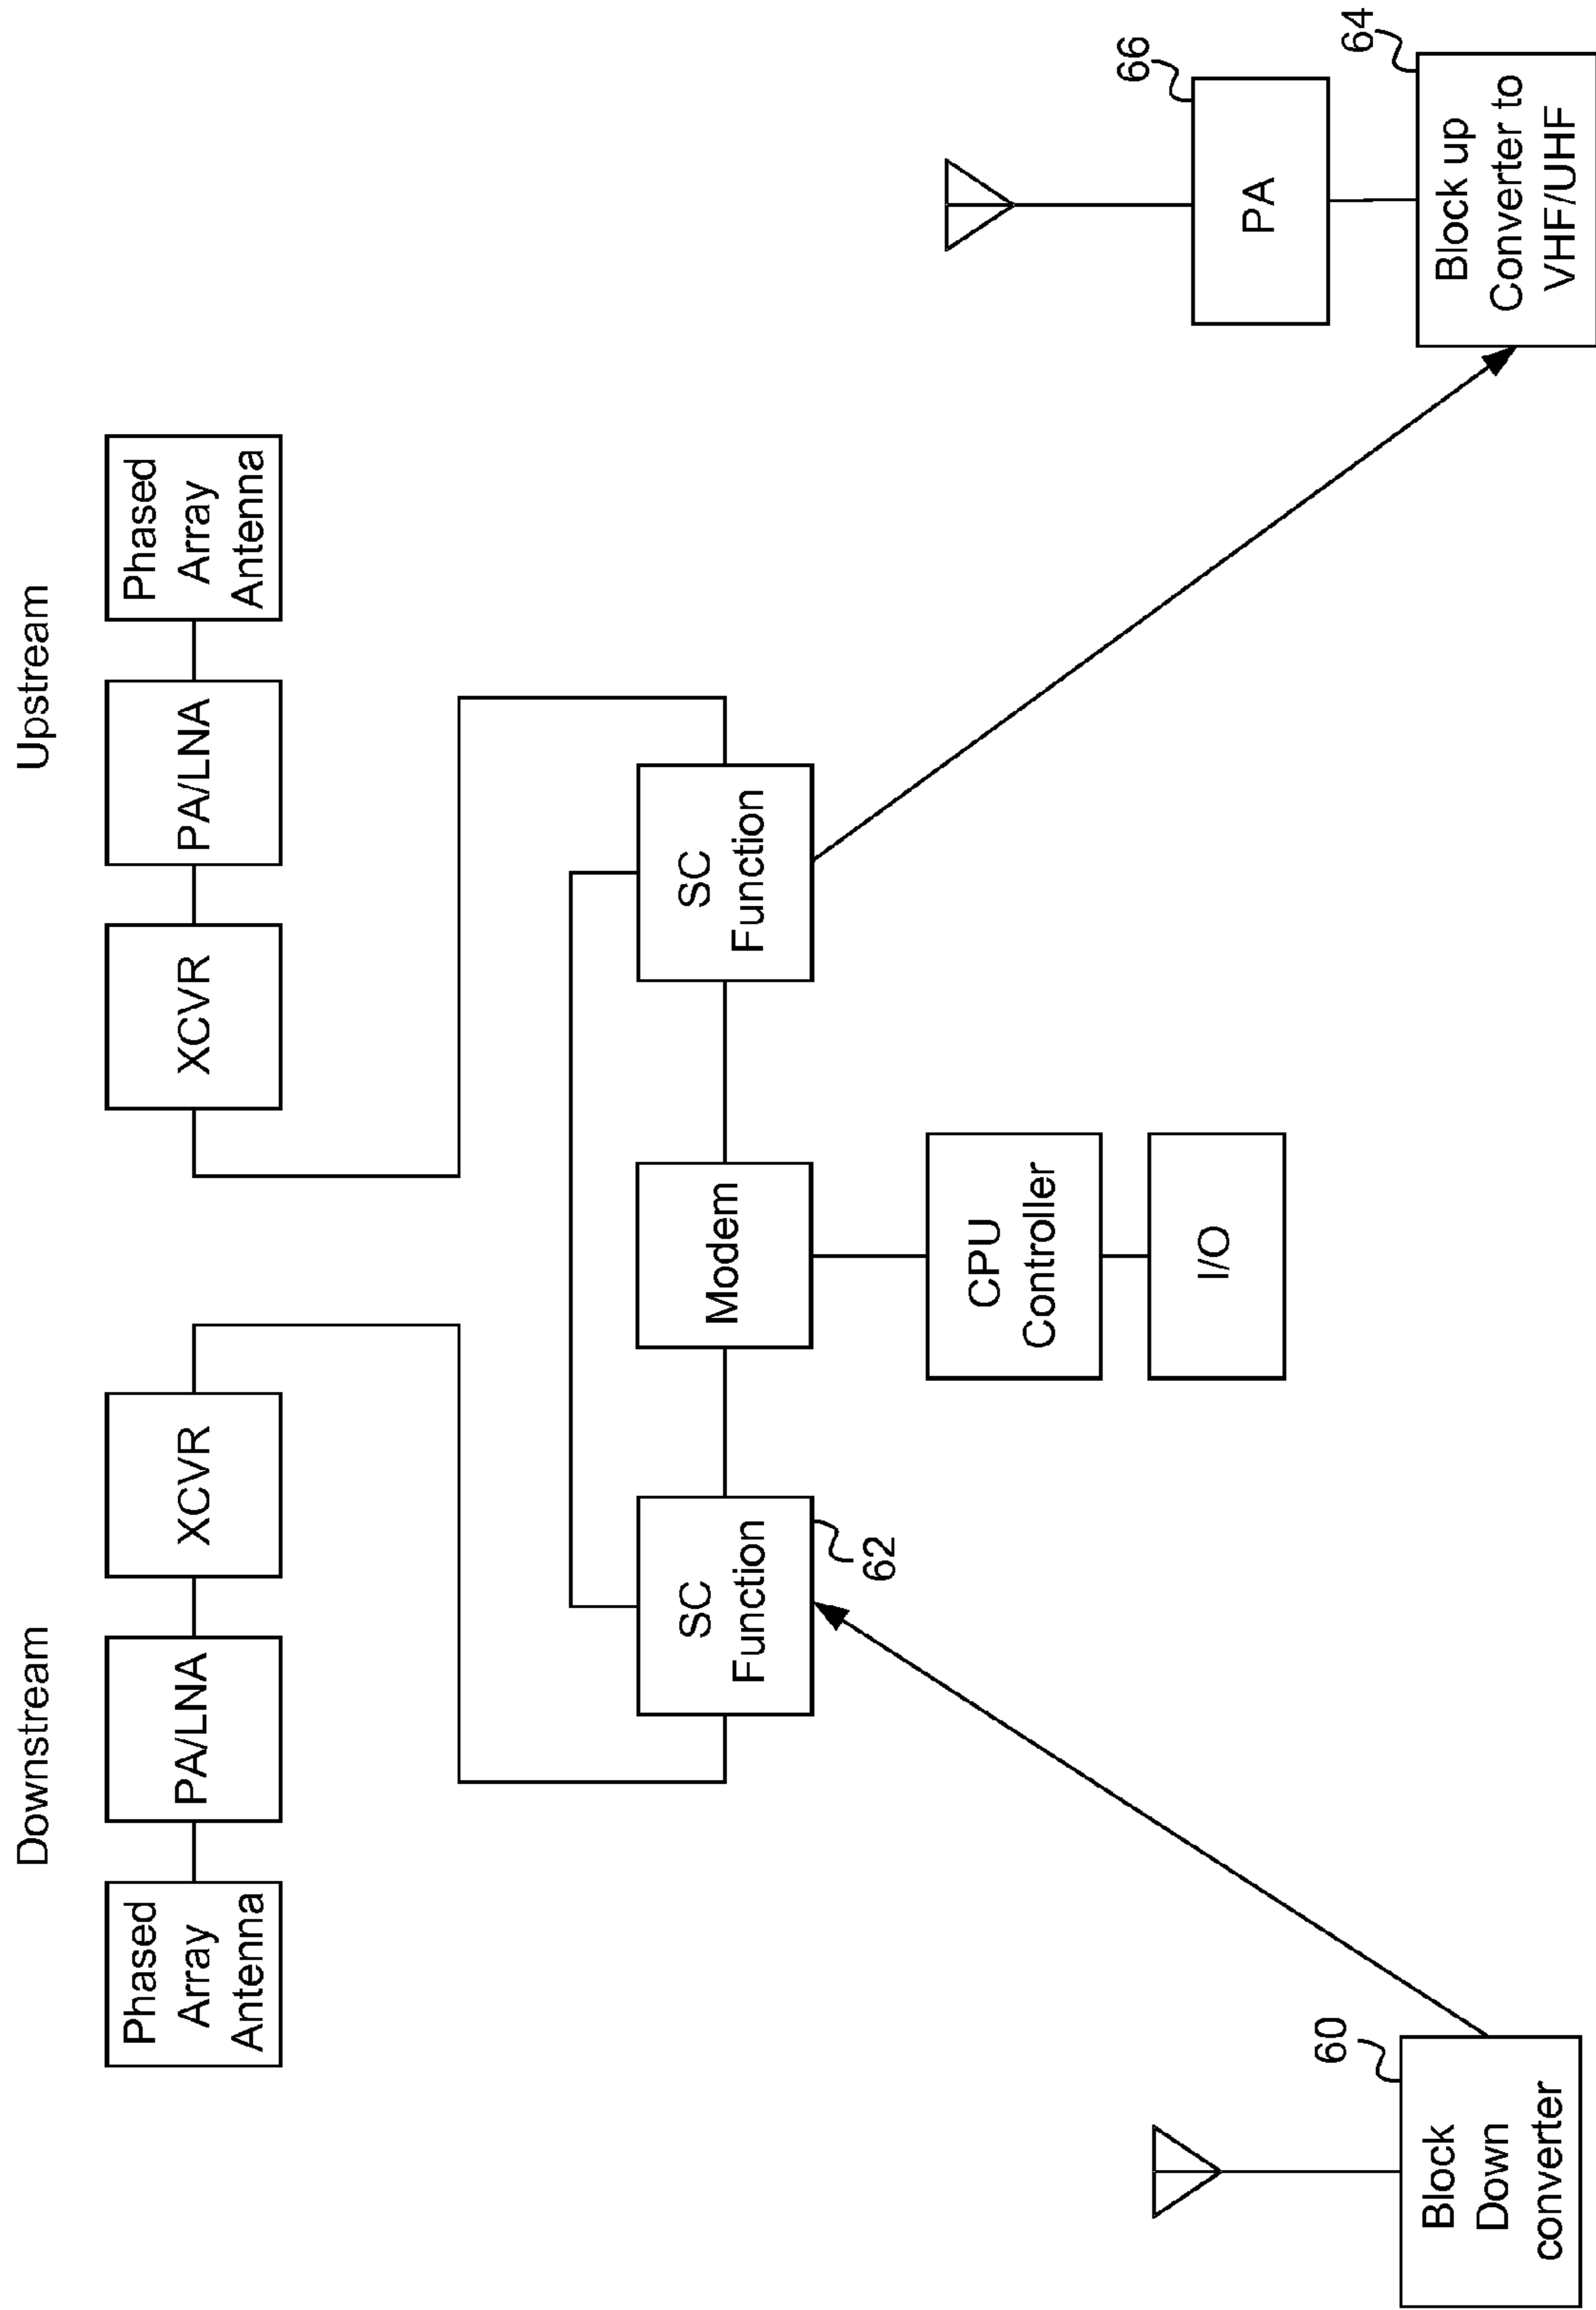 Downstream
Upstream
Phased
Array
Antenna
PA/LNA
XCVR
XCVR
PA/LNA
Phased
Array
Antenna
SC
Function
62
Modem
SC
Function
CPU
Controller
I/O
60
Block
Down
converter
66
PA
64
Block up
Converter to
VHF/UHF